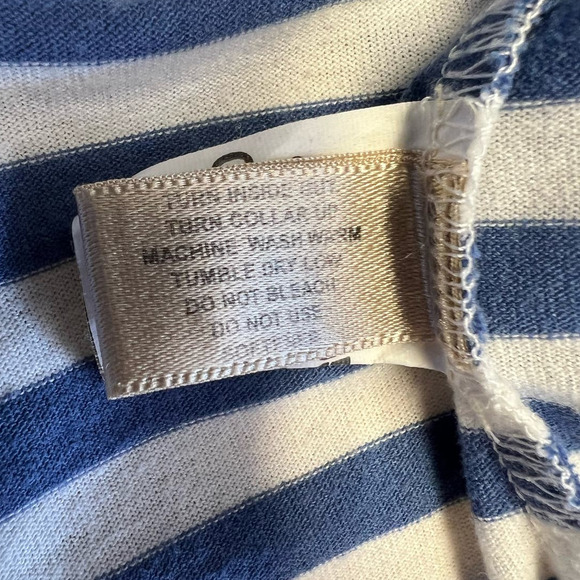 TURN INSIDE OUT
TURN COLLAR UP
MACHINE WASH WARM
TUMBLE DRY LOW
DO NOT BLEACH
DO NOT USE